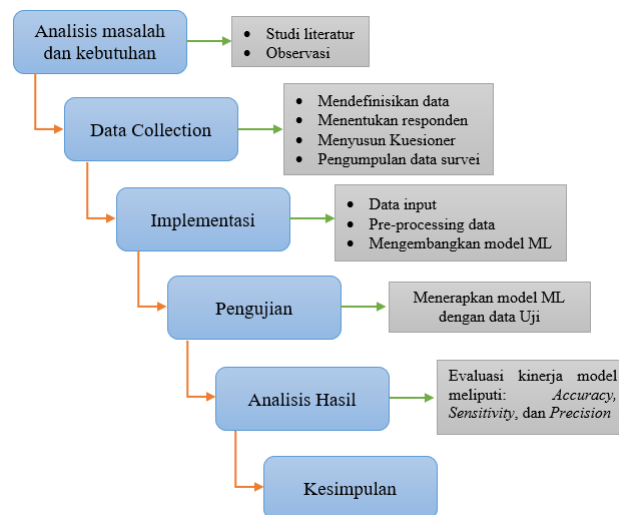 Analisis masalah
dan kebutuhan
• Studi literatur
• Observasi
Data Collection
• Mendefinisikan data
• Menentukan responden
• Menyusun Kuesioner
• Pengumpulan data survei
Implementasi
• Data input
• Pre-processing data
• Mengembangkan model ML
Pengujian
Menerapkan model ML
dengan data Uji
Analisis Hasil
Evaluasi kinerja model
meliputi: Accuracy,
Sensitivity, dan Precision
Kesimpulan